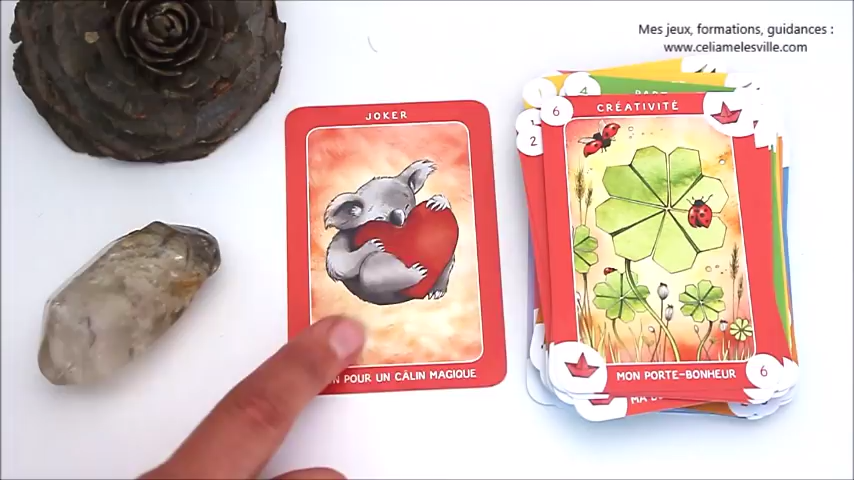 Mes jeux, formations, guidances :
www.celiamelesville.com
JOKER
POUR UN CÂLIN MAGIQUE
1
4
2
6
CRÉATIVITÉ
MON PORTE-BONHEUR
6